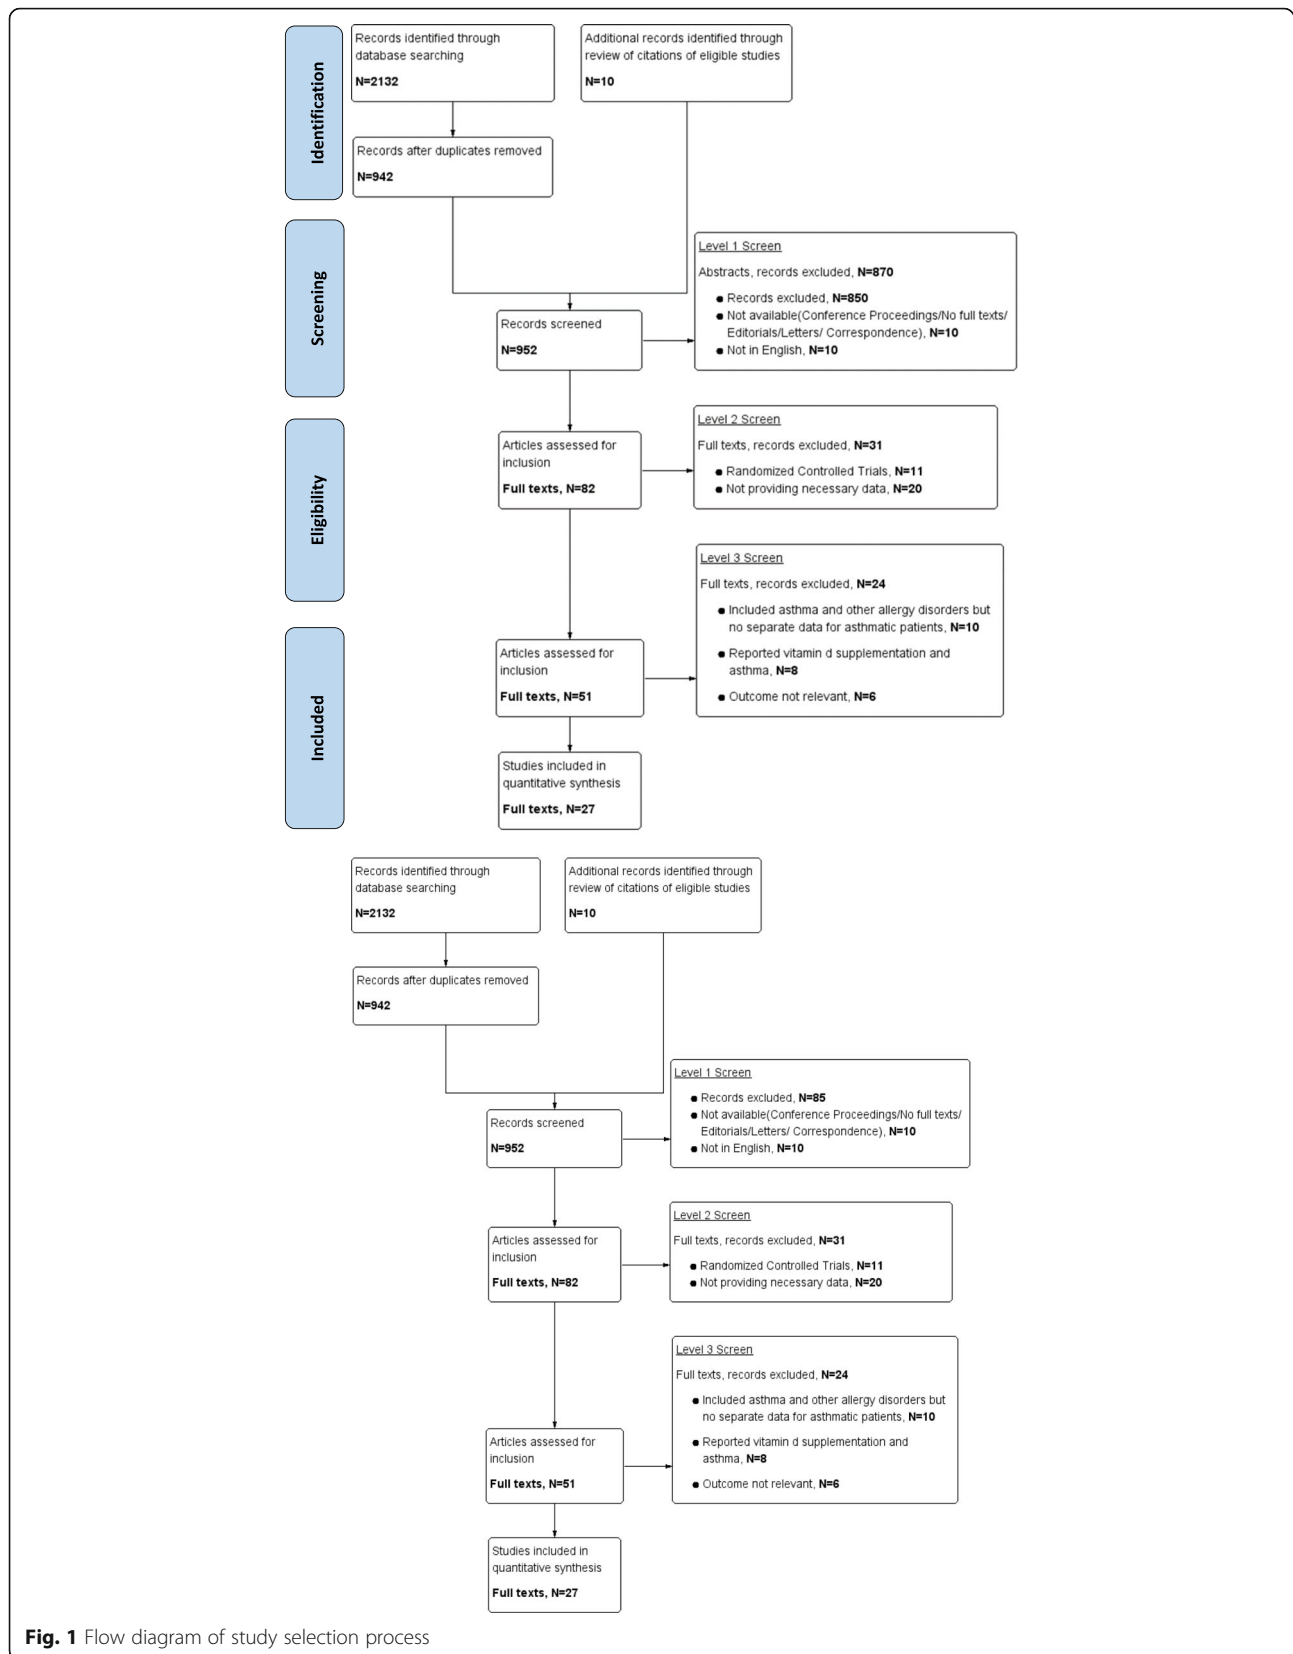 Identification
Records identified through
database searching
N=2132
Additional records identified through
review of citations of eligible studies
N=10
Records after duplicates removed
N=942
Screening
Level 1 Screen
Abstracts, records excluded, N=870
● Records excluded, N=850
● Not available(Conference Proceedings/No full texts/
Editorials/Letters/ Correspondence), N=10
● Not in English, N=10
Records screened
N=952
Eligibility
Level 2 Screen
Full texts, records excluded, N=31
● Randomized Controlled Trials, N=11
● Not providing necessary data, N=20
Articles assessed for
inclusion
Full texts, N=82
Level 3 Screen
Full texts, records excluded, N=24
● Included asthma and other allergy disorders but
no separate data for asthmatic patients, N=10
● Reported vitamin d supplementation and
asthma, N=8
● Outcome not relevant, N=6
Included
Articles assessed for
inclusion
Full texts, N=51
Studies included in
quantitative synthesis
Full texts, N=27
Records identified through
database searching
N=2132
Additional records identified through
review of citations of eligible studies
N=10
Records after duplicates removed
N=942
Level 1 Screen
● Records excluded, N=85
● Not available(Conference Proceedings/No full texts/
Editorials/Letters/ Correspondence), N=10
● Not in English, N=10
Records screened
N=952
Level 2 Screen
Full texts, records excluded, N=31
● Randomized Controlled Trials, N=11
● Not providing necessary data, N=20
Articles assessed for
inclusion
Full texts, N=82
Level 3 Screen
Full texts, records excluded, N=24
● Included asthma and other allergy disorders but
no separate data for asthmatic patients, N=10
● Reported vitamin d supplementation and
asthma, N=8
● Outcome not relevant, N=6
Articles assessed for
inclusion
Full texts, N=51
Studies included in
quantitative synthesis
Full texts, N=27
Fig. 1 Flow diagram of study selection process